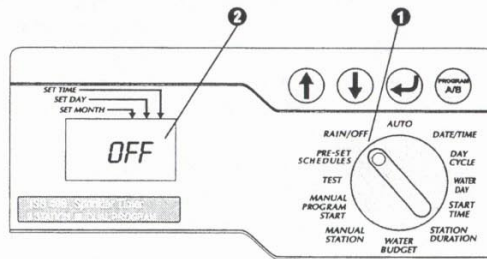 2
1
SET TIME
SET DAY
SET MONTH
OFF
PROGRAM
A/B
AUTO
RAIN/OFF
DATE/TIME
PRE-SET
SCHEDULES
DAY
CYCLE
TEST
WATER
DAY
MANUAL
PROGRAM
START
START
TIME
MANUAL
STATION
STATION
DURATION
WATER
BUDGET